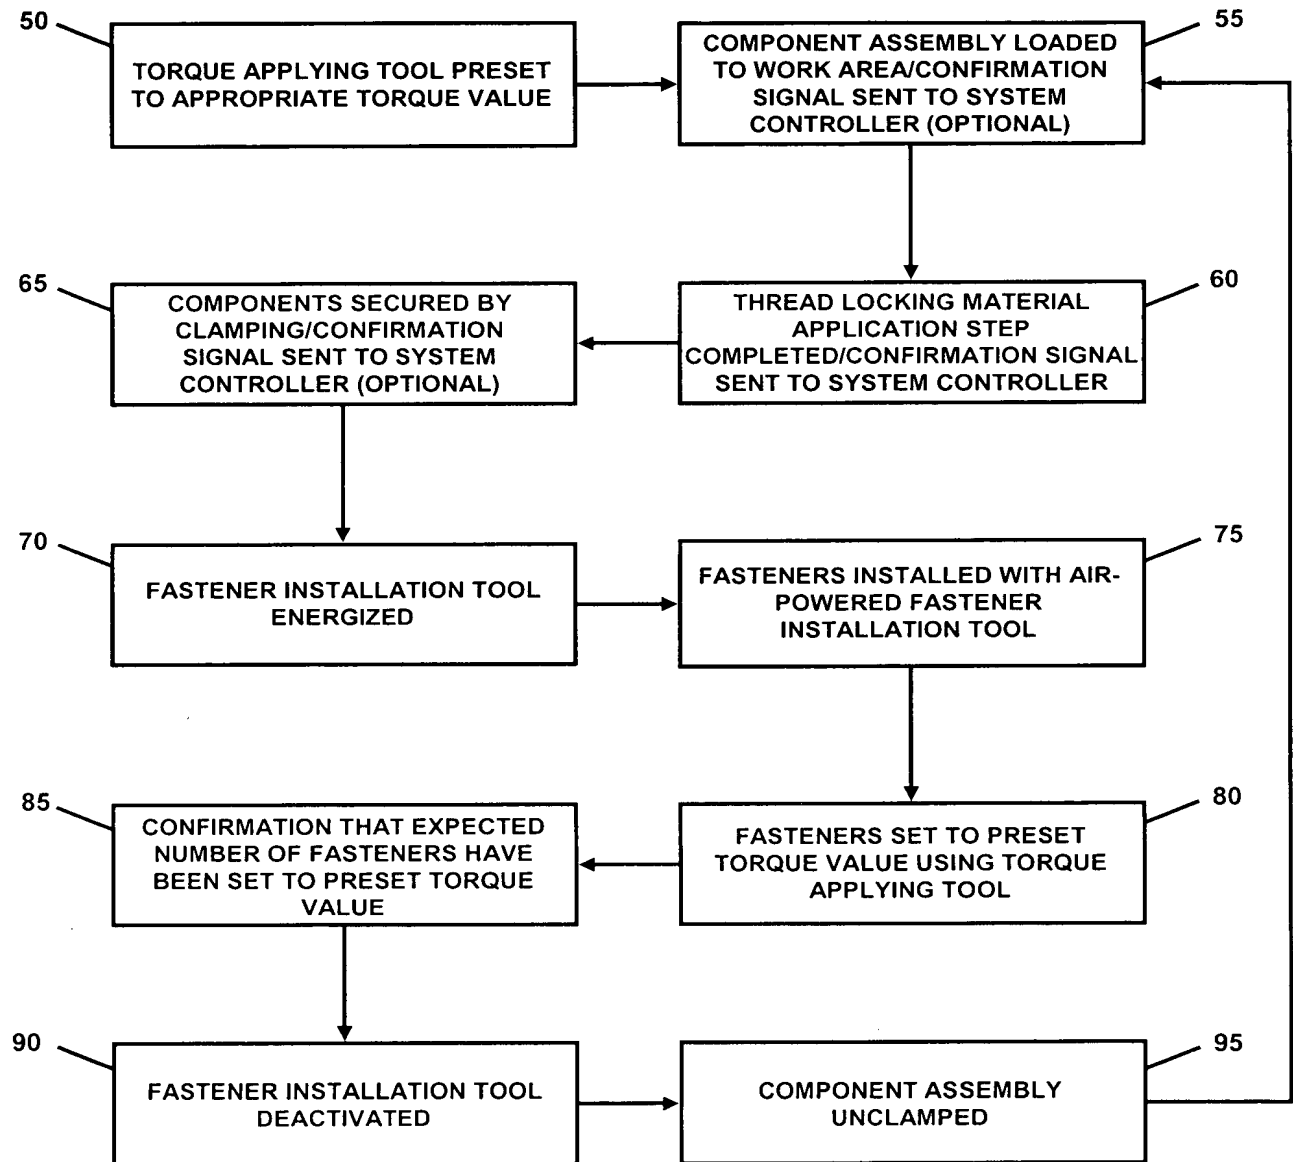 50
TORQUE APPLYING TOOL PRESET
TO APPROPRIATE TORQUE VALUE
55
COMPONENT ASSEMBLY LOADED
TO WORK AREA/CONFIRMATION
SIGNAL SENT TO SYSTEM
CONTROLLER (OPTIONAL)
60
THREAD LOCKING MATERIAL
APPLICATION STEP
COMPLETED/CONFIRMATION SIGNAL
SENT TO SYSTEM CONTROLLER
65
COMPONENTS SECURED BY
CLAMPING/CONFIRMATION
SIGNAL SENT TO SYSTEM
CONTROLLER (OPTIONAL)
70
FASTENER INSTALLATION TOOL
ENERGIZED
75
FASTENERS INSTALLED WITH AIR-
POWERED FASTENER
INSTALLATION TOOL
80
FASTENERS SET TO PRESET
TORQUE VALUE USING TORQUE
APPLYING TOOL
85
CONFIRMATION THAT EXPECTED
NUMBER OF FASTENERS HAVE
BEEN SET TO PRESET TORQUE
VALUE
90
FASTENER INSTALLATION TOOL
DEACTIVATED
95
COMPONENT ASSEMBLY
UNCLAMPED